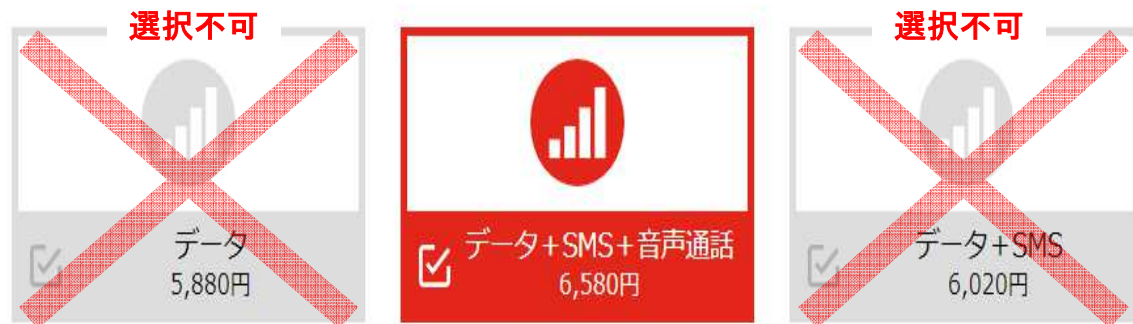 選択不可
データ
5,880円
データ+SMS+音声通話
6,580円
選択不可
データ+SMS
6,020円